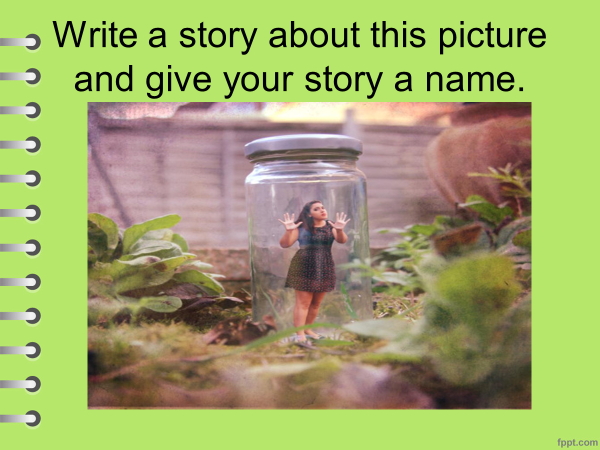 Write a story about this picture
and give your story a name.
fppt.com